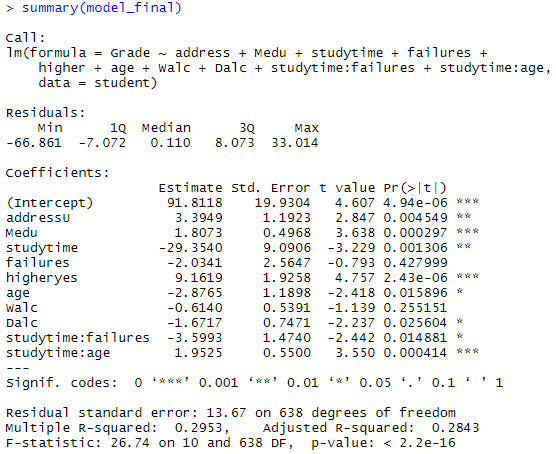 > summary(model_final)
Call:
lm(formula = Grade ~ address + Medu + studytime + failures +
    higher + age + Walc + Dalc + studytime:failures + studytime:age,
    data = student)
Residuals:
    Min      1Q  Median      3Q     Max
-66.861  -7.072   0.110   8.073  33.014
Coefficients:
                   Estimate Std. Error t value Pr(>|t|)
(Intercept)         91.8118    19.9304   4.607 4.94e-06 ***
addressU             3.3949     1.1923   2.847 0.004549 **
Medu                 1.8073     0.4968   3.638 0.000297 ***
studytime          -29.3540     9.0906  -3.229 0.001306 **
failures            -2.0341     2.5647  -0.793 0.427999
higheryes            9.1619     1.9258   4.757 2.43e-06 ***
age                 -2.8765     1.1898  -2.418 0.015896 *
Walc                -0.6140     0.5391  -1.139 0.255151
Dalc                -1.6717     0.7471  -2.237 0.025604 *
studytime:failures  -3.5993     1.4740  -2.442 0.014881 *
studytime:age        1.9525     0.5500   3.550 0.000414 ***
---
Signif. codes:  0 ‘***’ 0.001 ‘**’ 0.01 ‘*’ 0.05 ‘.’ 0.1 ‘ ’ 1
Residual standard error: 13.67 on 638 degrees of freedom
Multiple R-squared:  0.2953,    Adjusted R-squared:  0.2843
F-statistic: 26.74 on 10 and 638 DF,  p-value: < 2.2e-16